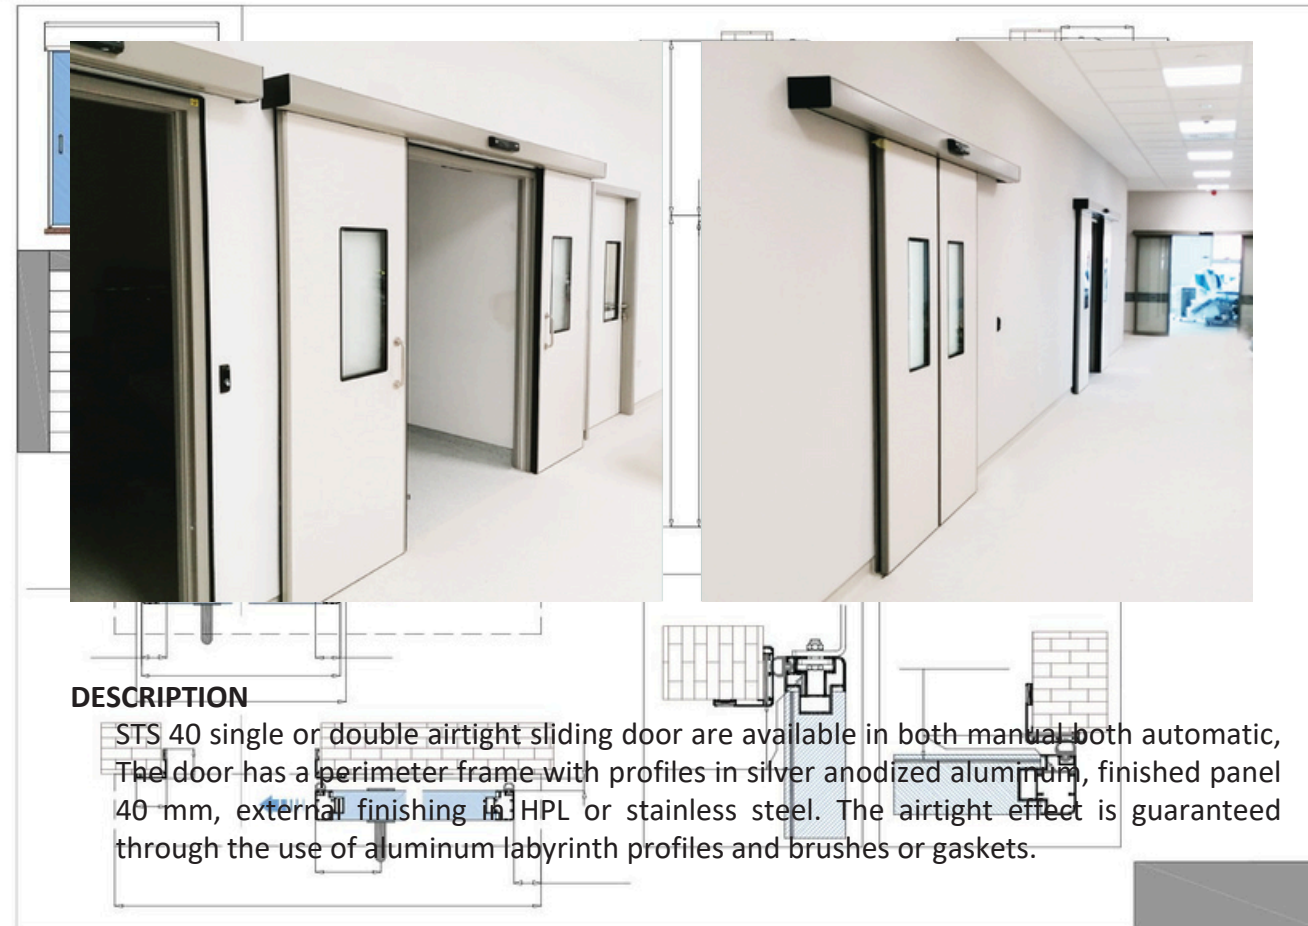 DESCRIPTION
STS 40 single or double airtight sliding door are available in both manual both automatic,
The door has a perimeter frame with profiles in silver anodized aluminum, finished panel
40 mm, external finishing in HPL or stainless steel. The airtight effect is guaranteed
through the use of aluminum labyrinth profiles and brushes or gaskets.